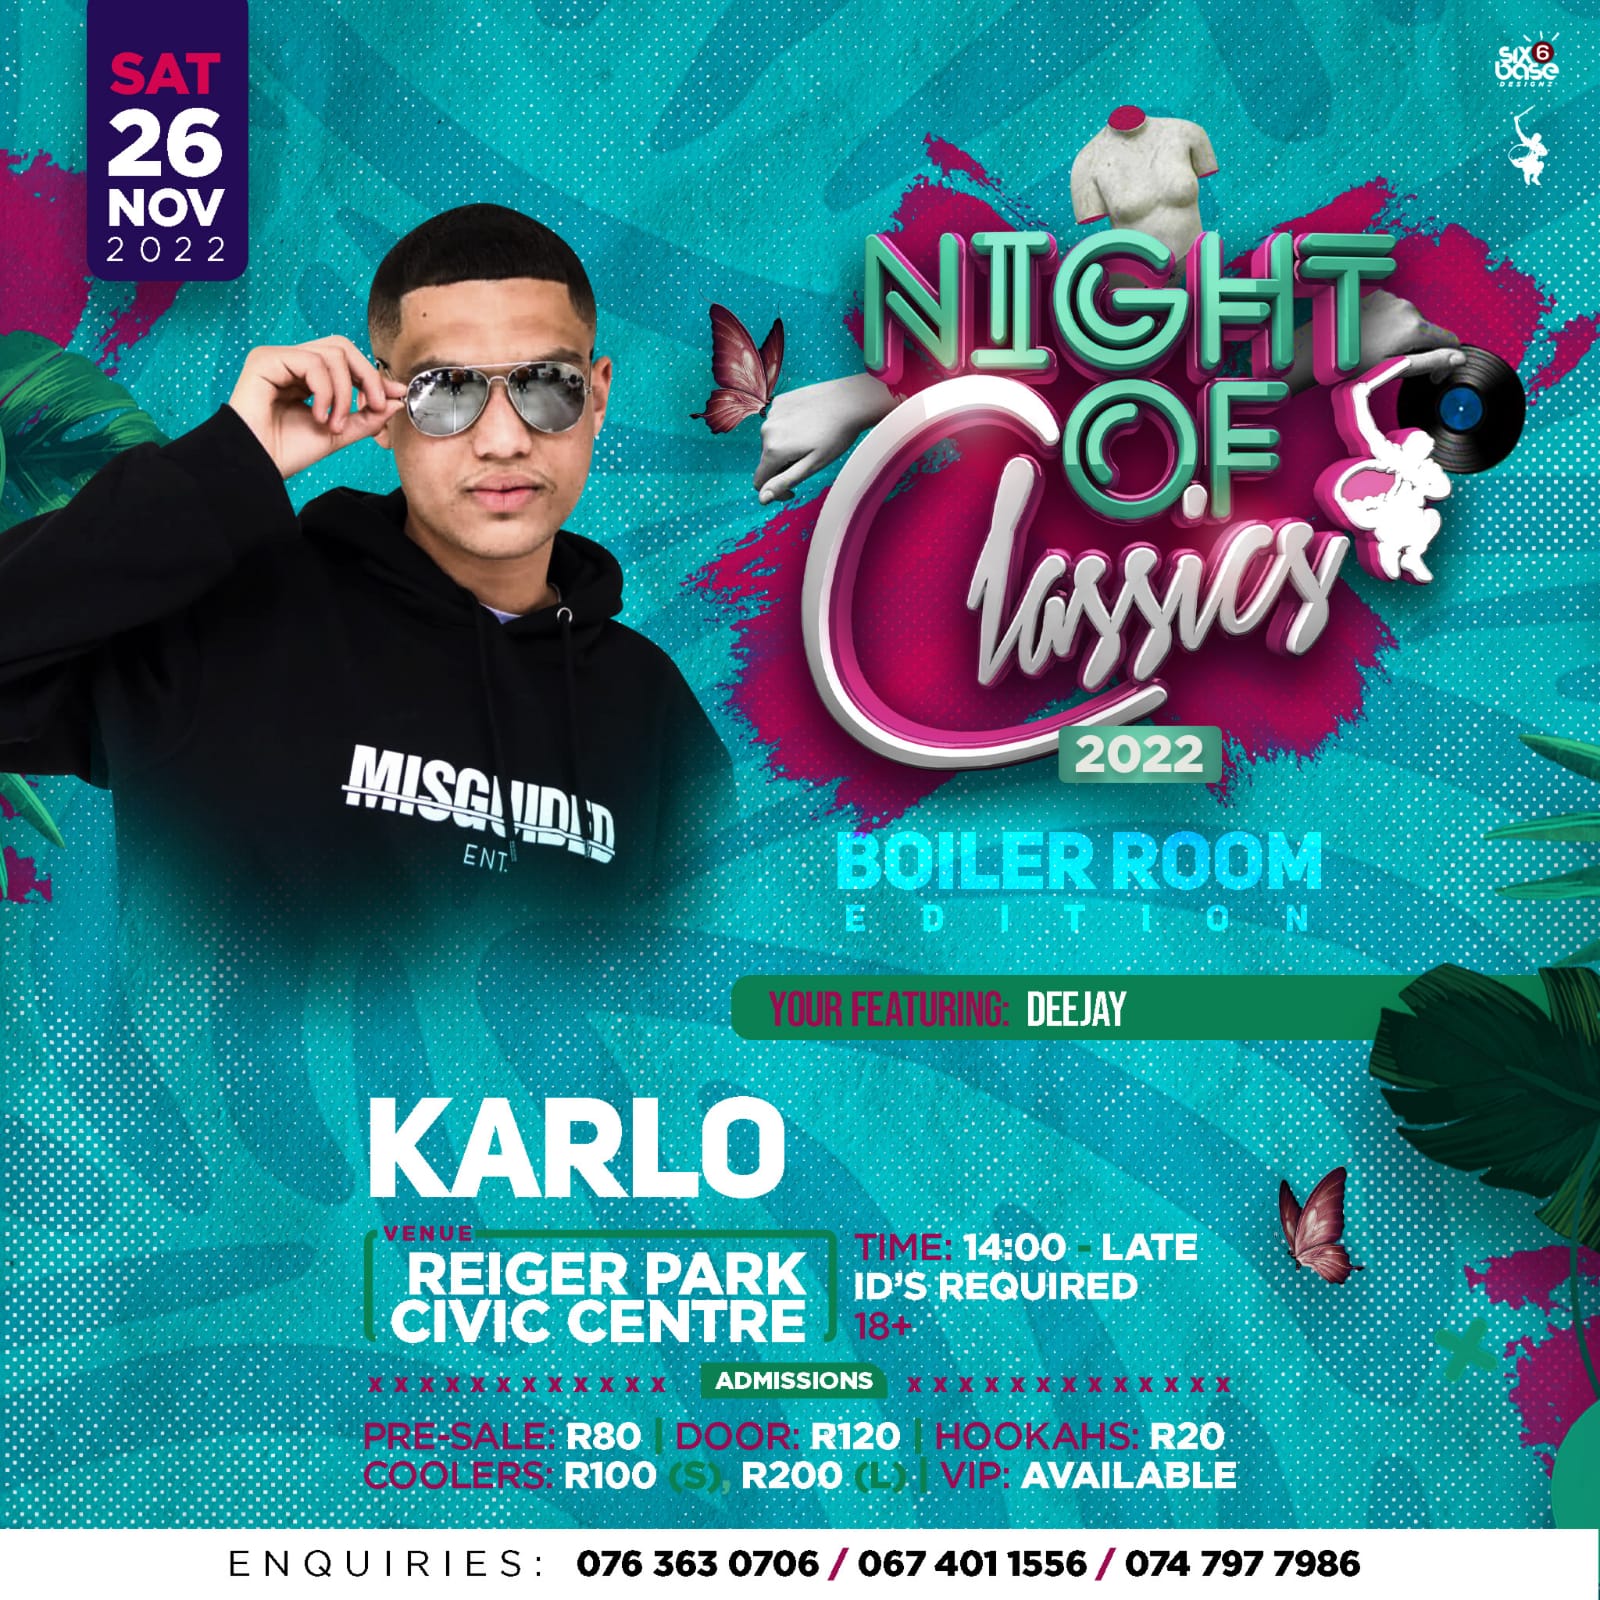 SAT
26
NOV
2022
SIX 6
BASE
DESIGNZ
NIGHT
OF
Classics
2022
BOILER ROOM
EDITION
MISGUIDED
ENT.
YOUR FEATURING: DEEJAY
KARLO
VENUE
REIGER PARK
CIVIC CENTRE
TIME: 14:00 - LATE
ID'S REQUIRED
18+
X X X X X X X X X X X X ADMISSIONS X X X X X X X X X X X X X
PRE-SALE: R80 | DOOR: R120 | HOOKAHS: R20
COOLERS: R100 (S), R200 (L) | VIP: AVAILABLE
ENQUIRIES: 076 363 0706 / 067 401 1556 / 074 797 7986